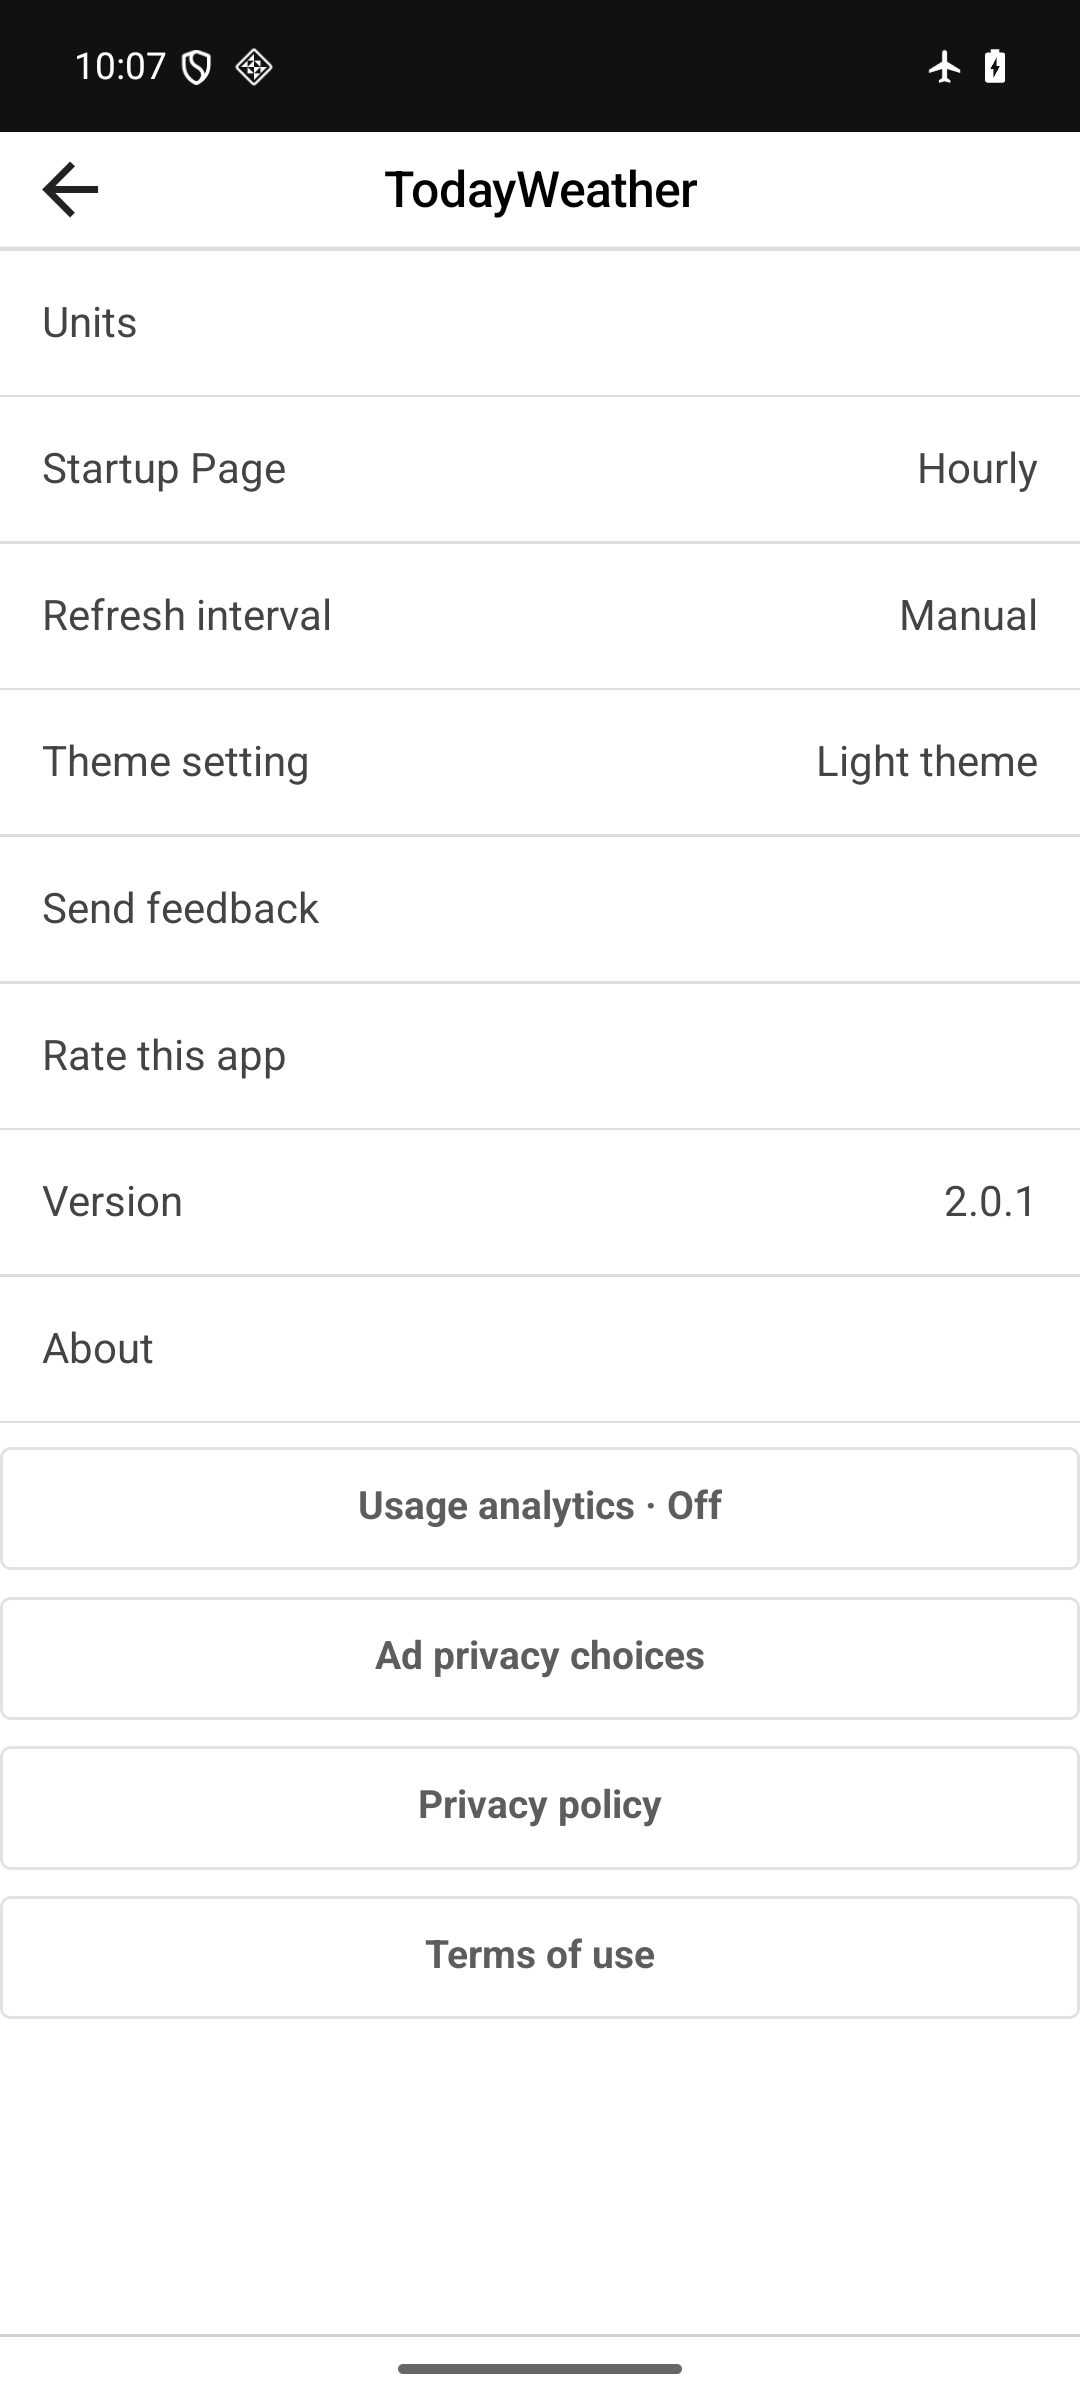 10:07
TodayWeather
Units
Startup Page Hourly
Refresh interval Manual
Theme setting Light theme
Send feedback
Rate this app
Version 2.0.1
About
Usage analytics · Off
Ad privacy choices
Privacy policy
Terms of use